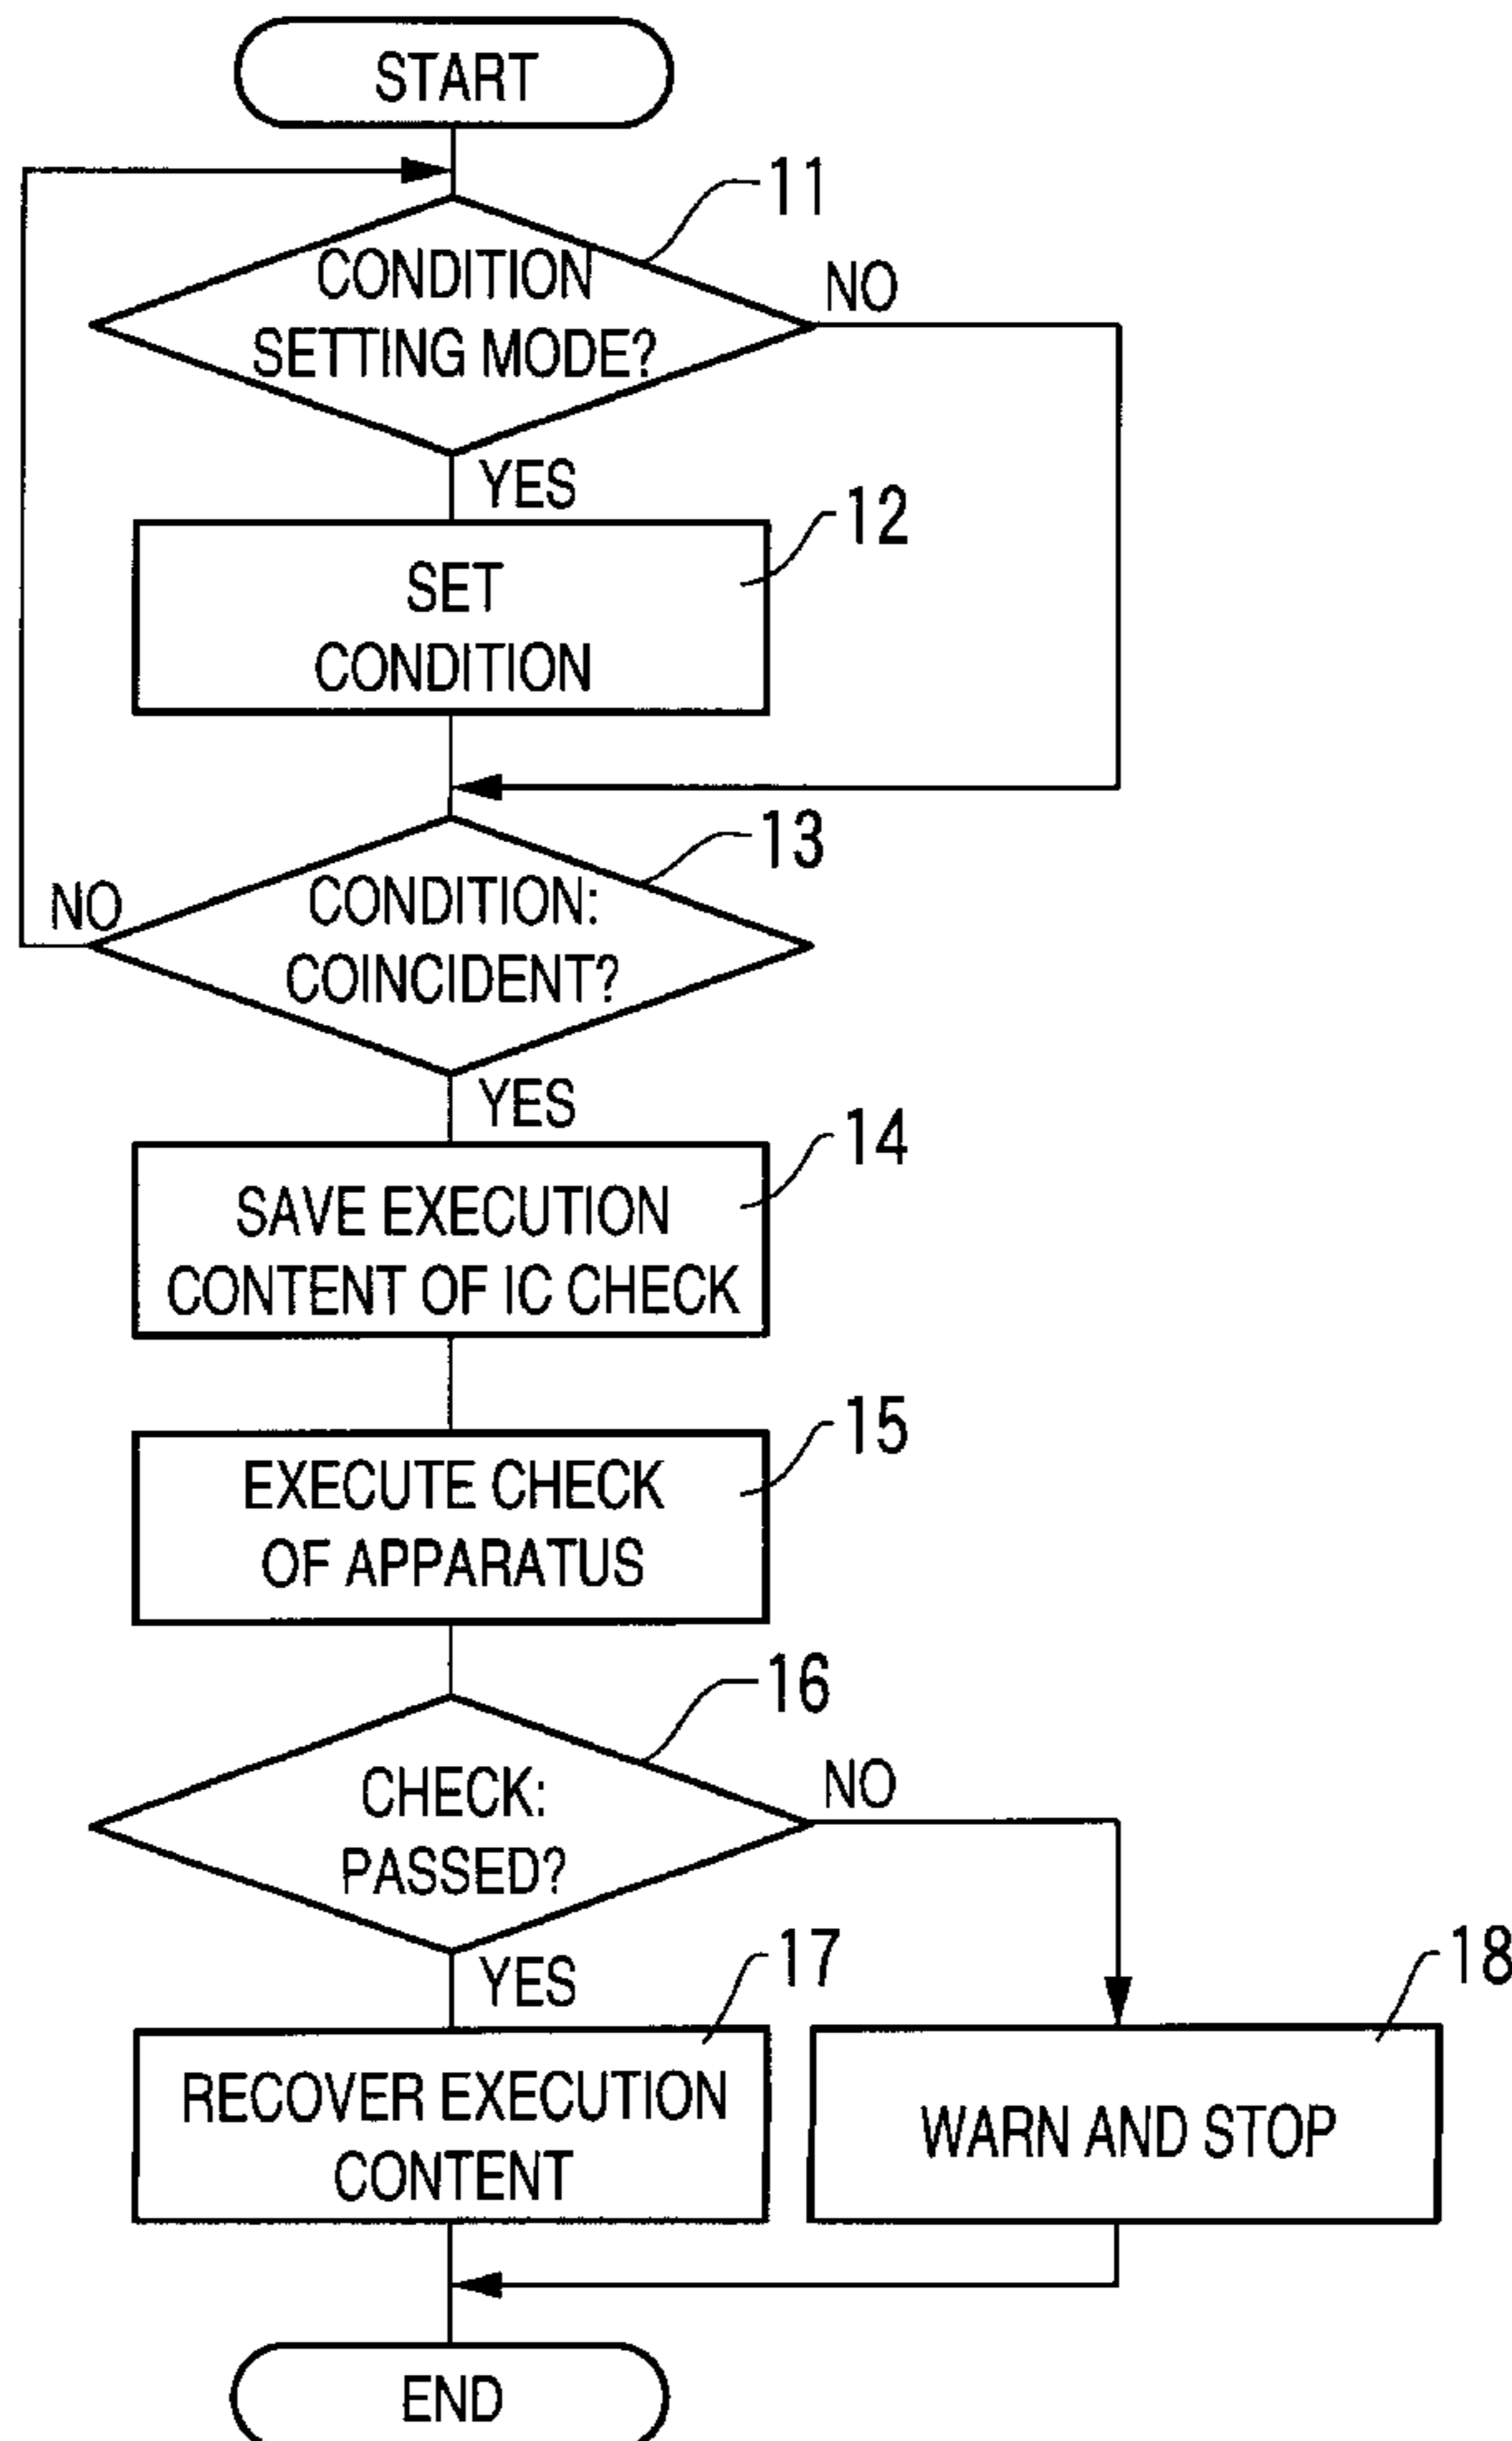 START
11
CONDITION
SETTING MODE?
NO
YES
12
SET
CONDITION
13
NO
CONDITION:
COINCIDENT?
YES
14
SAVE EXECUTION
CONTENT OF IC CHECK
15
EXECUTE CHECK
OF APPARATUS
16
CHECK:
PASSED?
NO
YES
17
RECOVER EXECUTION
CONTENT
18
WARN AND STOP
END